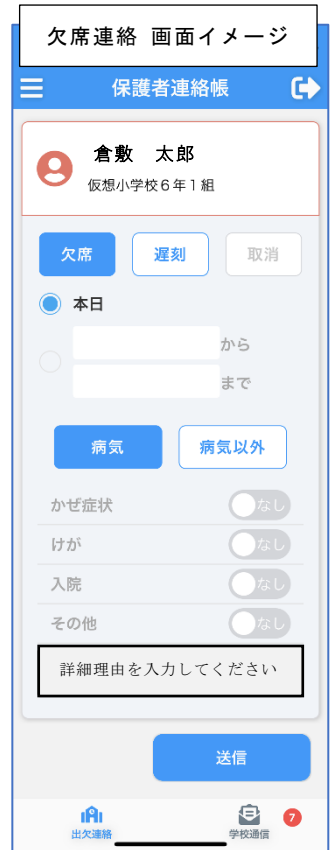 欠席連絡 画面イメージ
保護者連絡帳
倉敷 太郎
仮想小学校6年1組
欠席 遅刻 取消
本日
から
まで
病気 病気以外
かぜ症状 なし
けが なし
入院 なし
その他 なし
詳細理由を入力してください
送信
出欠連絡 学校通信 7